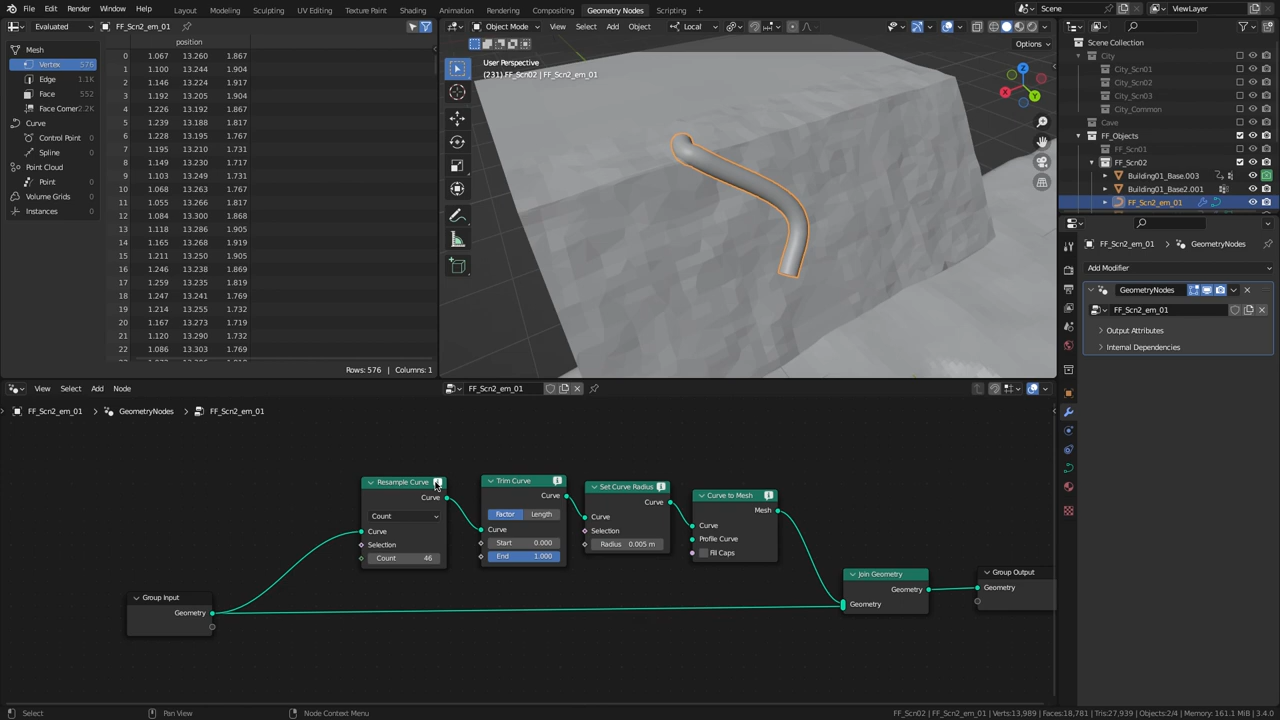 File Edit Render Window Help Layout Modeling Sculpting UV Editing Texture Paint Shading Animation Rendering Compositing Geometry Nodes Scripting Scene ViewLayer
Evaluated FF_Scn2_em_01
Object Mode View Select Add Object Local
Options
position
Mesh
Vertex 576
Edge 1.1K
Face 552
Face Corner 2.2K
Curve
Control Point 0
Spline 0
Point Cloud
Point 0
Volume Grids 0
Instances 0
0 1.067 13.260 1.867
1 1.100 13.244 1.904
2 1.146 13.224 1.917
3 1.192 13.205 1.904
4 1.226 13.192 1.867
5 1.239 13.188 1.817
6 1.228 13.195 1.767
7 1.195 13.210 1.731
8 1.149 13.230 1.717
9 1.103 13.249 1.731
10 1.068 13.263 1.767
11 1.055 13.266 1.817
12 1.084 13.300 1.868
13 1.118 13.286 1.905
14 1.165 13.268 1.919
15 1.211 13.250 1.905
16 1.246 13.238 1.869
17 1.259 13.235 1.819
18 1.247 13.241 1.769
19 1.214 13.255 1.732
20 1.167 13.273 1.719
21 1.120 13.290 1.732
22 1.086 13.303 1.769
Rows: 576 | Columns: 1
User Perspective
(231) FF_Scn02 | FF_Scn2_em_01
X
Y
Z
Scene Collection
City
City_Scn01
City_Scn02
City_Scn03
City_Common
Cave
FF_Objects
FF_Scn01
FF_Scn02
Building01_Base.003
Building01_Base2.001
FF_Scn2_em_01
FF_Scn2_em_01 GeometryNodes
Add Modifier
GeometryNodes
FF_Scn2_em_01
Output Attributes
Internal Dependencies
View Select Add Node FF_Scn2_em_01
FF_Scn2_em_01 GeometryNodes FF_Scn2_em_01
Group Input
Geometry
Resample Curve
Curve
Count
Curve
Selection
Count 46
Trim Curve
Curve
Factor Length
Curve
Start 0.000
End 1.000
Set Curve Radius
Curve
Curve
Selection
Radius 0.005 m
Curve to Mesh
Mesh
Curve
Profile Curve
Fill Caps
Join Geometry
Geometry
Geometry
Group Output
Geometry
Select Pan View Node Context Menu FF_Scn02 | FF_Scn2_em_01 | Verts:13,989 | Faces:18,781 | Tris:27,939 | Objects:2/4 | Memory: 161.1 MiB | 3.4.0